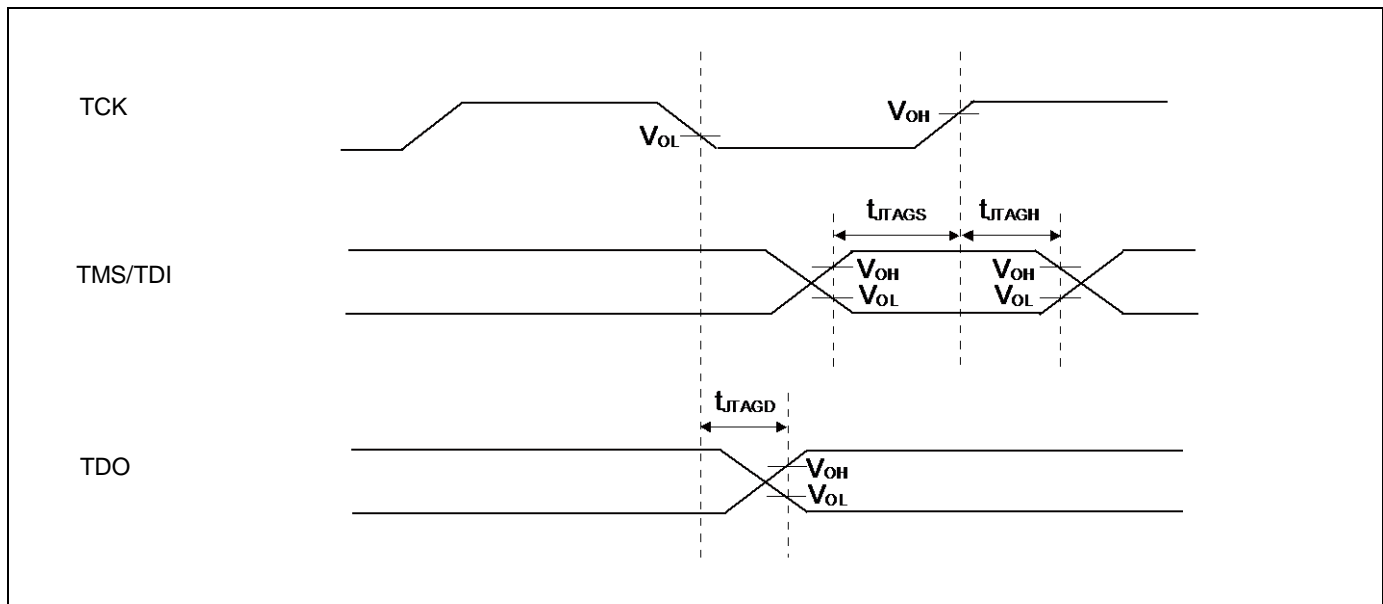 TCK
VOL
VOH
tJTAGS
tJTAGH
TMS/TDI
VOH
VOL
VOH
VOL
tJTAGD
TDO
VOH
VOL